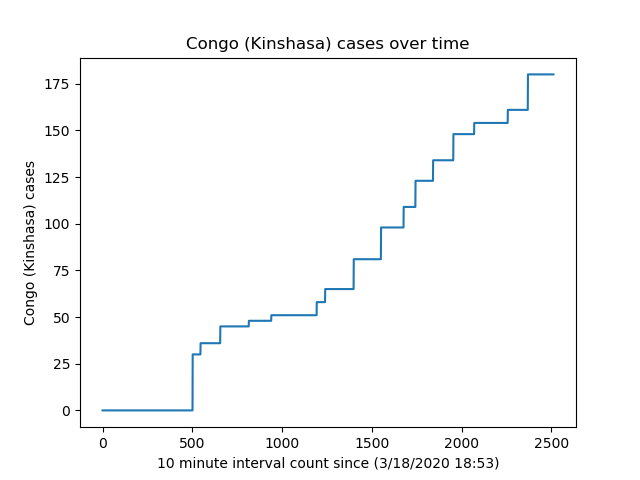 Congo (Kinshasa) cases over time
Congo (Kinshasa) cases
175
150
125
100
75
50
25
0
0 500 1000 1500 2000 2500
10 minute interval count since (3/18/2020 18:53)